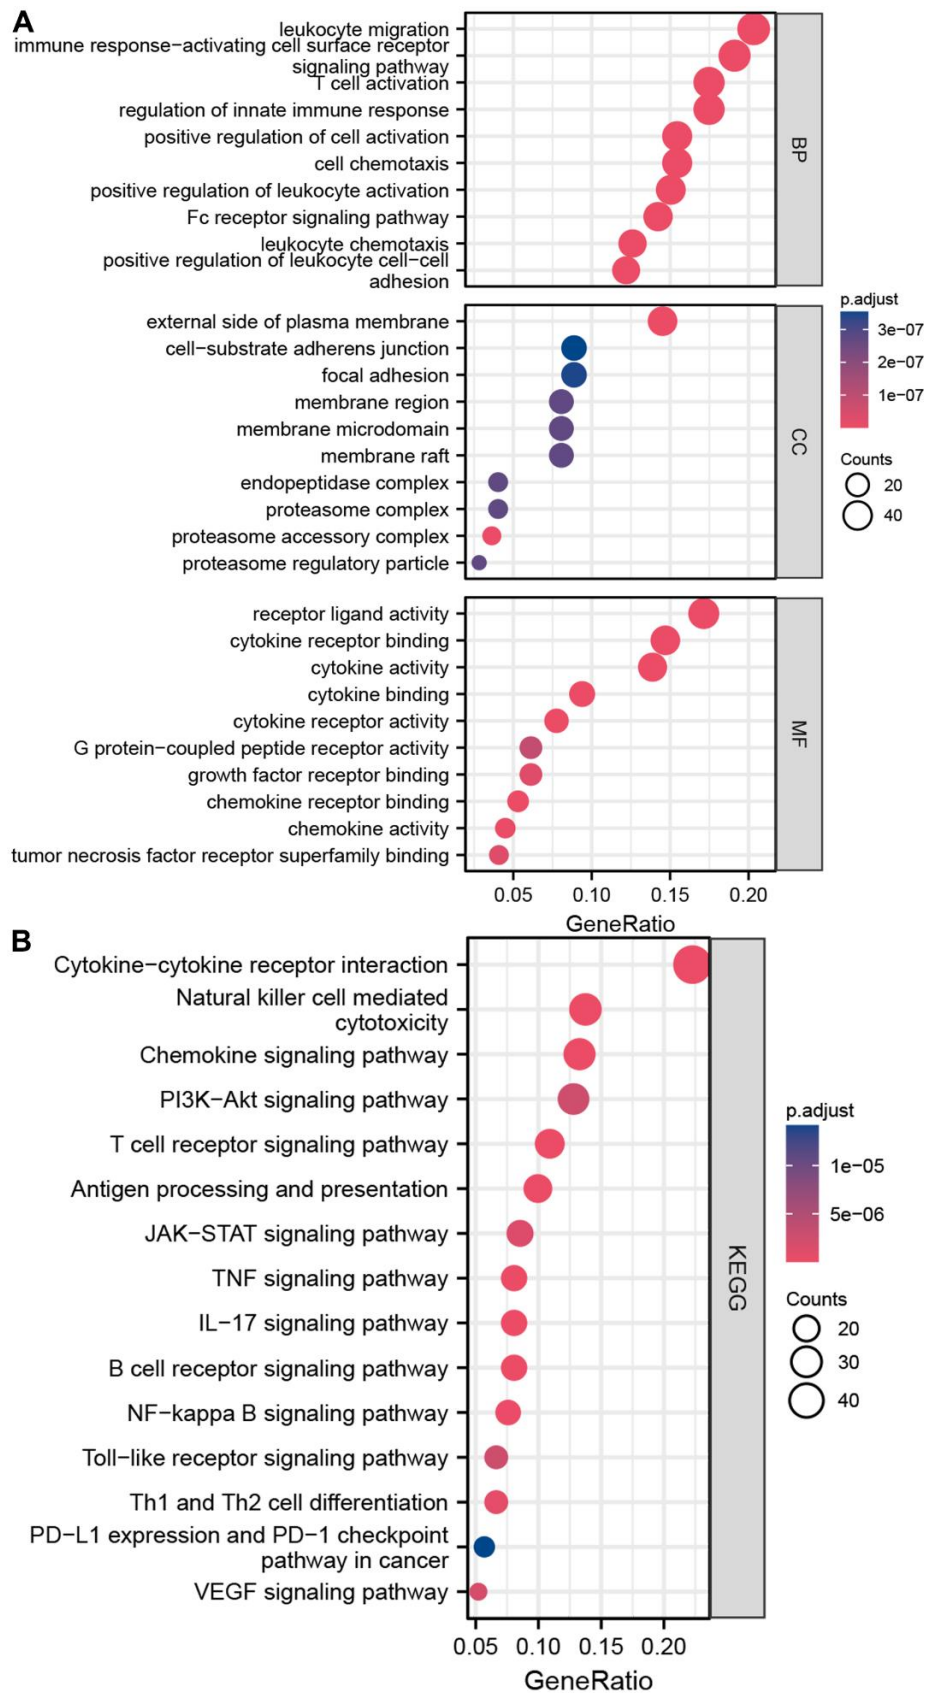 A
leukocyte migration
immune response−activating cell surface receptor
signaling pathway
T cell activation
regulation of innate immune response
positive regulation of cell activation
cell chemotaxis
positive regulation of leukocyte activation
Fc receptor signaling pathway
leukocyte chemotaxis
positive regulation of leukocyte cell−cell
adhesion
BP
external side of plasma membrane
cell−substrate adherens junction
focal adhesion
membrane region
membrane microdomain
membrane raft
endopeptidase complex
proteasome complex
proteasome accessory complex
proteasome regulatory particle
CC
receptor ligand activity
cytokine receptor binding
cytokine activity
cytokine binding
cytokine receptor activity
G protein−coupled peptide receptor activity
growth factor receptor binding
chemokine receptor binding
chemokine activity
tumor necrosis factor receptor superfamily binding
MF
0.05 0.10 0.15 0.20
GeneRatio
p.adjust
3e−07
2e−07
1e−07
Counts
20
40
B
Cytokine−cytokine receptor interaction
Natural killer cell mediated
cytotoxicity
Chemokine signaling pathway
PI3K−Akt signaling pathway
T cell receptor signaling pathway
Antigen processing and presentation
JAK−STAT signaling pathway
TNF signaling pathway
IL−17 signaling pathway
B cell receptor signaling pathway
NF−kappa B signaling pathway
Toll−like receptor signaling pathway
Th1 and Th2 cell differentiation
PD−L1 expression and PD−1 checkpoint
pathway in cancer
VEGF signaling pathway
KEGG
0.05 0.10 0.15 0.20
GeneRatio
p.adjust
1e−05
5e−06
Counts
20
30
40